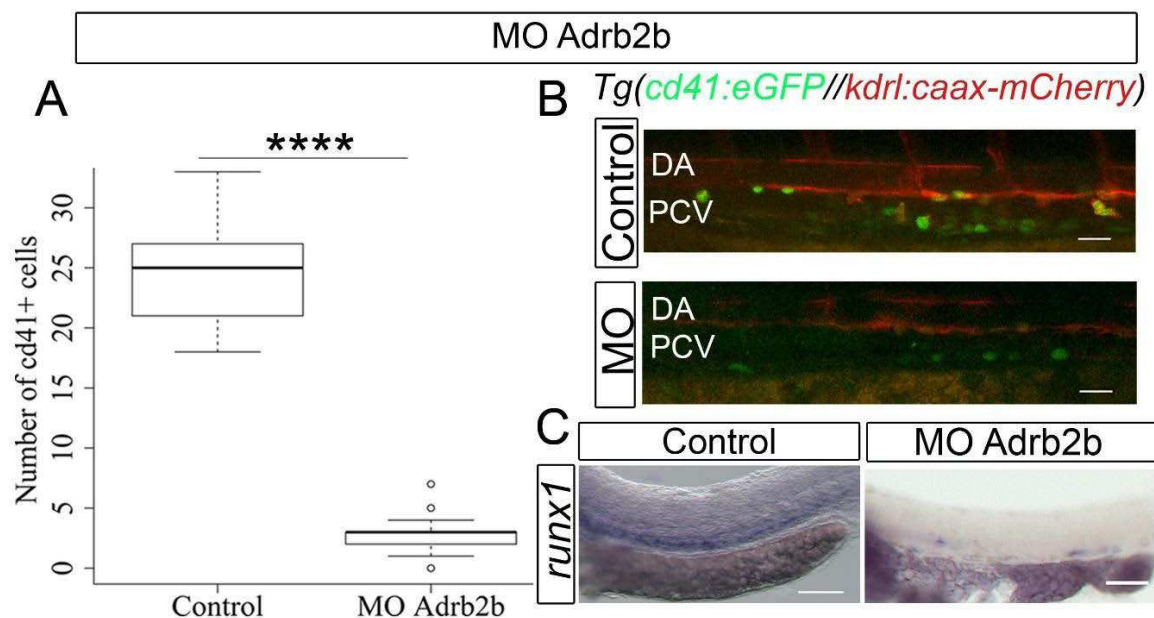 MO Adrb2b
A
****
Number of cd41+ cells
30
25
20
15
10
5
0
Control
MO Adrb2b
B
Tg(cd41:eGFP//kdrl:caax-mCherry)
Control
DA
PCV
MO
DA
PCV
C
Control
MO Adrb2b
runx1